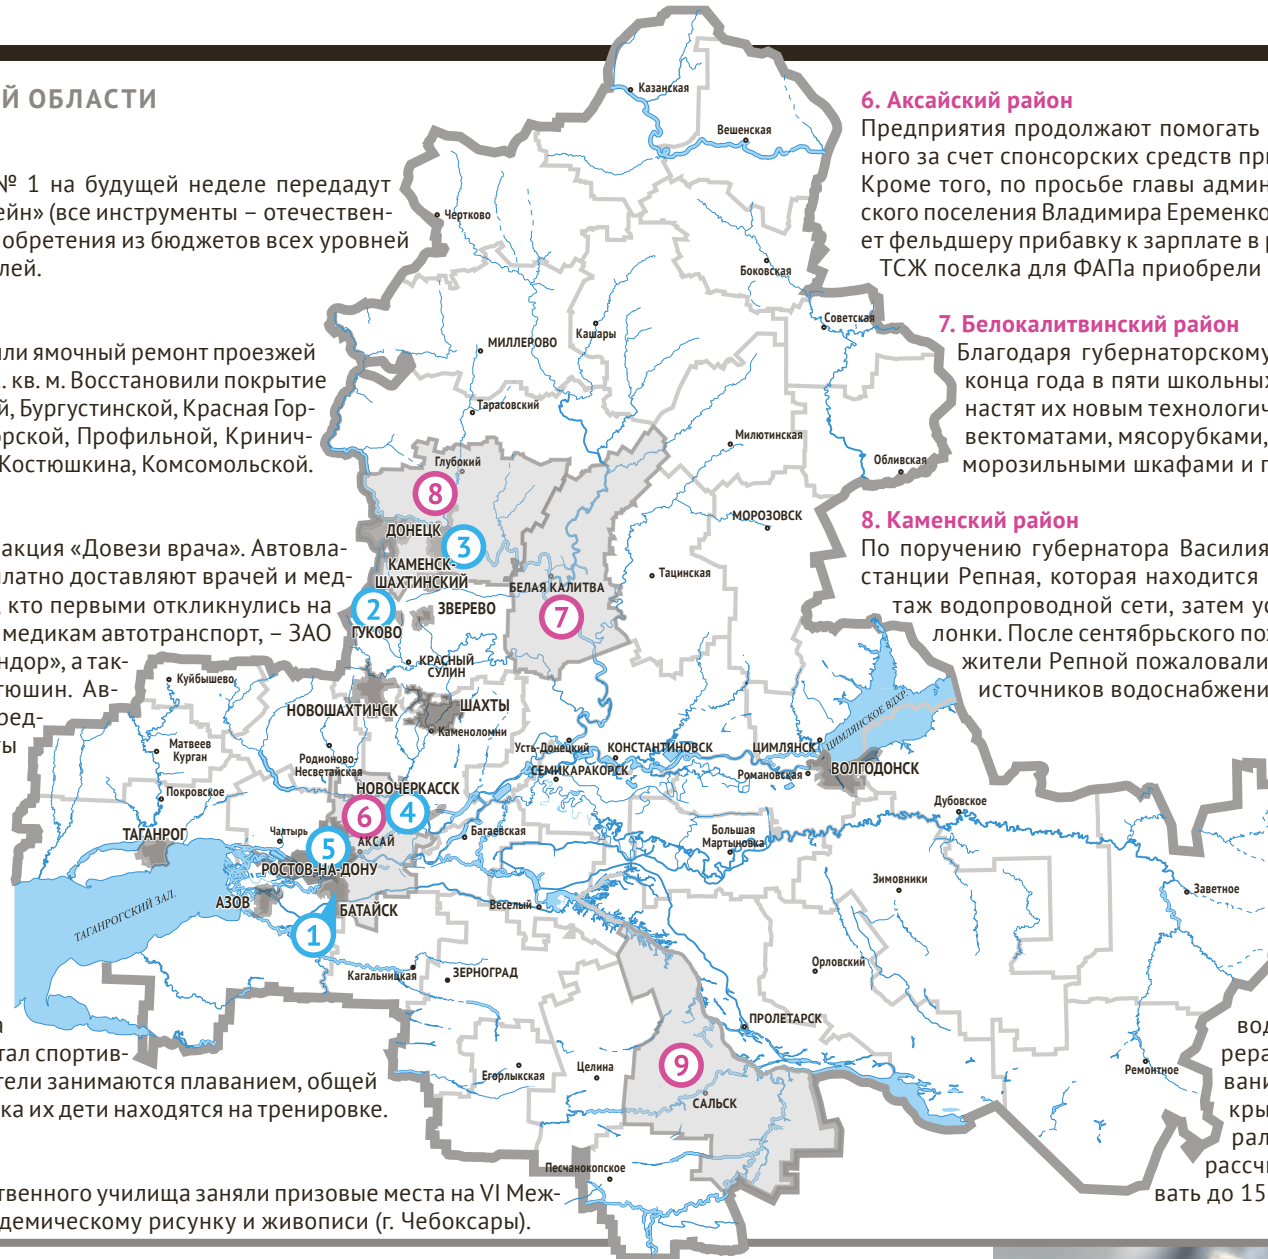 Й ОБЛАСТИ
№ 1 на будущей неделе передадут
ейн» (все инструменты – отечествен-
обретения из бюджетов всех уровней
лей.
или ямочный ремонт проезжей
. кв. м. Восстановили покрытие
й, Бургустинской, Красная Гор-
орской, Профильной, Кринич-
Костюшкина, Комсомольской.
акция «Довези врача». Автовла-
платно доставляют врачей и мед-
, кто первыми откликнулись на
медикам автотранспорт, – ЗАО
ндор», а так-
тюшин. Ав-
ред-
ты
а
тал спортив-
тели занимаются плаванием, общей
ка их дети находятся на тренировке.
твенного училища заняли призовые места на VI Меж-
демическому рисунку и живописи (г. Чебоксары).
6. Аксайский район
Предприятия продолжают помогать
ного за счет спонсорских средств при
Кроме того, по просьбе главы админ
ского поселения Владимира Еременко
ет фельдшеру прибавку к зарплате в р
ТСЖ поселка для ФАПа приобрели
7. Белокалитвинский район
Благодаря губернаторскому
конца года в пяти школьных
настят их новым технологич
вектоматами, мясорубками,
морозильными шкафами и п
8. Каменский район
По поручению губернатора Василия
станции Репная, которая находится
таж водопроводной сети, затем ус
лонки. После сентябрьского пож
жители Репной пожаловали
источников водоснабжени
вод
рера
вани
кры
рал
рассчи
вать до 15
Казанская
Вешенская
Чертково
Боковская
Советская
Кашары
МИЛЛЕРОВО
Тарасовский
Милютинская
Обливская
Глубокий
8
ДОНЕЦК
3
МОРОЗОВСК
КАМЕНСК-
ШАХТИНСКИЙ
Тацинская
БЕЛАЯ КАЛИТВА
2
ЗВЕРЕВО
7
ГУКОВО
КРАСНЫЙ
СУЛИН
Куйбышево
НОВОШАХТИНСК
ШАХТЫ
Каменоломни
ЦИМЛЯНСКОЕ ВДХР.
Матвеев
Курган
Родионово-
Несветайская
Усть-Донецкий
КОНСТАНТИНОВСК
ЦИМЛЯНСК
СЕМИКАРАКОРСК
Романовская
ВОЛГОДОНСК
Покровское
НОВОЧЕРКАССК
6
4
Дубовское
ТАГАНРОГ
Чалтырь
5
АКСАЙ
Багаевская
Большая
Мартыновка
РОСТОВ-НА-ДОНУ
Зимовники
Заветное
АЗОВ
БАТАЙСК
Веселый
ТАГАНРОГСКИЙ ЗАЛ.
1
Кагальницкая
ЗЕРНОГРАД
Орловский
ПРОЛЕТАРСК
Егорлыкская
Целина
9
Ремонтное
САЛЬСК
Песчанокопское